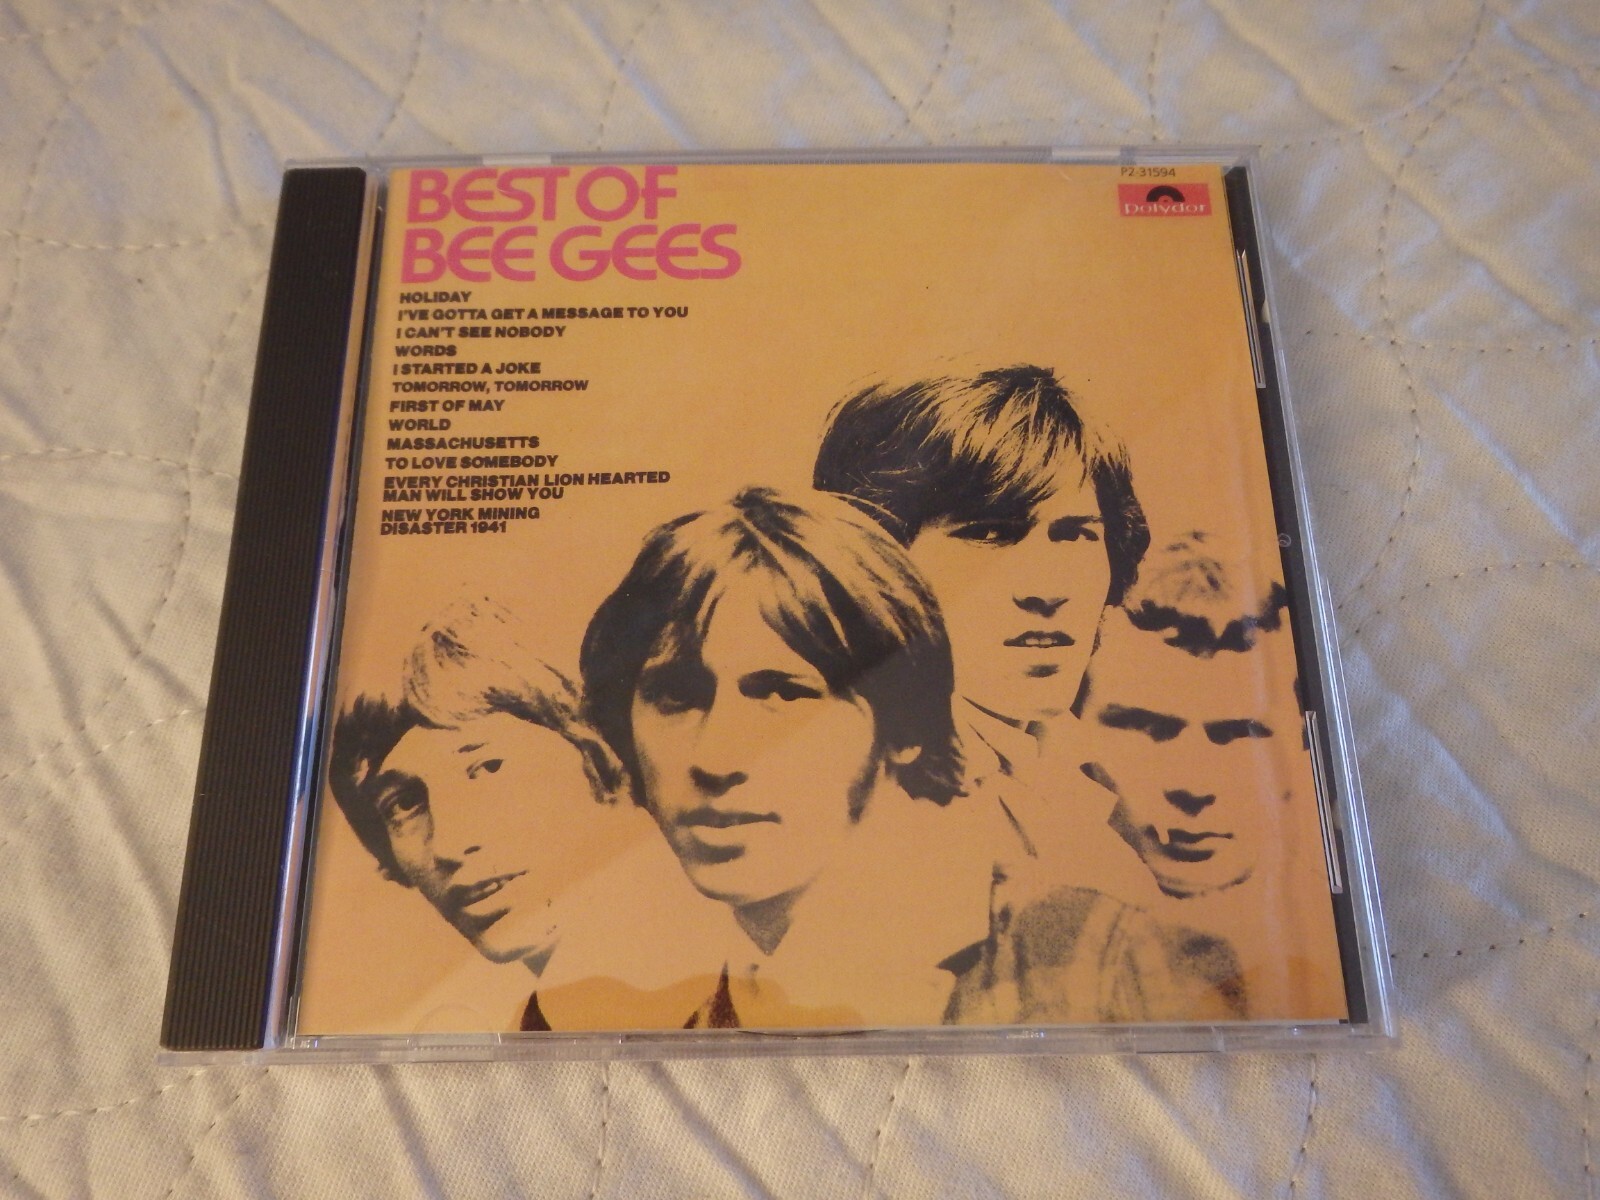 BEST OF
BEE GEES
P2-31594
polydor
HOLIDAY
I'VE GOTTA GET A MESSAGE TO YOU
I CAN'T SEE NOBODY
WORDS
I STARTED A JOKE
TOMORROW, TOMORROW
FIRST OF MAY
WORLD
MASSACHUSETTS
TO LOVE SOMEBODY
EVERY CHRISTIAN LION HEARTED
MAN WILL SHOW YOU
NEW YORK MINING
DISASTER 1941